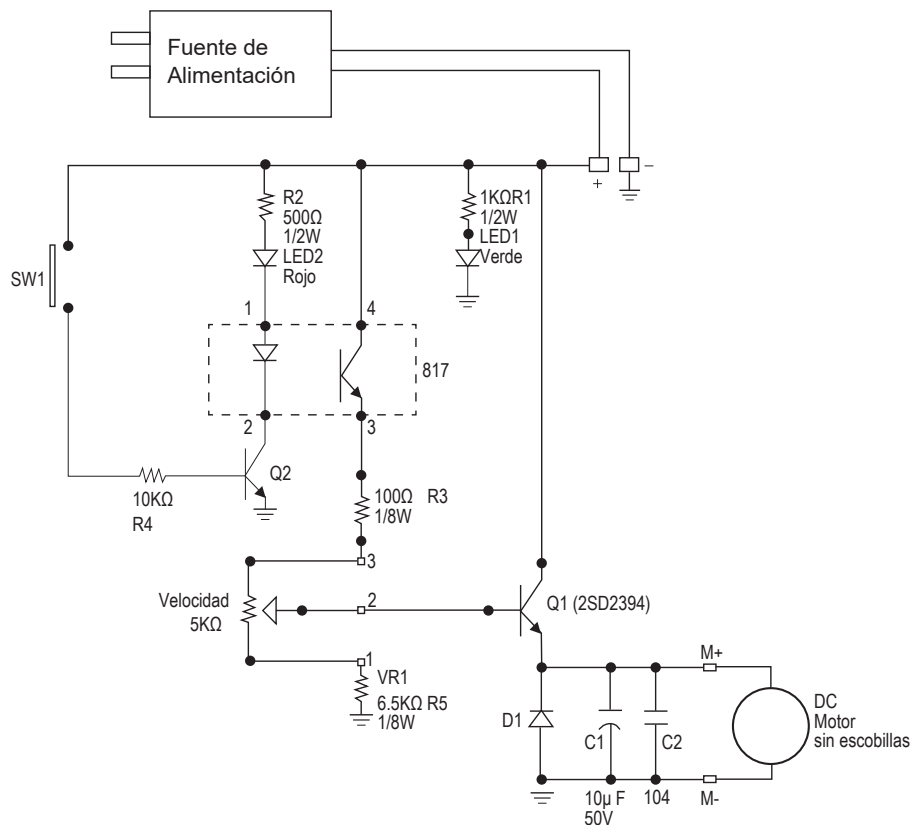 Fuente de
Alimentación
+
–
R2
500Ω
1/2W
LED2
Rojo
1KΩR1
1/2W
LED1
Verde
SW1
1
4
817
2
3
Q2
10KΩ
R4
100Ω R3
1/8W
3
Velocidad
5KΩ
2
Q1 (2SD2394)
1
VR1
6.5KΩ R5
1/8W
M+
D1
C1
C2
DC
Motor
sin escobillas
10µ F
50V
104
M-